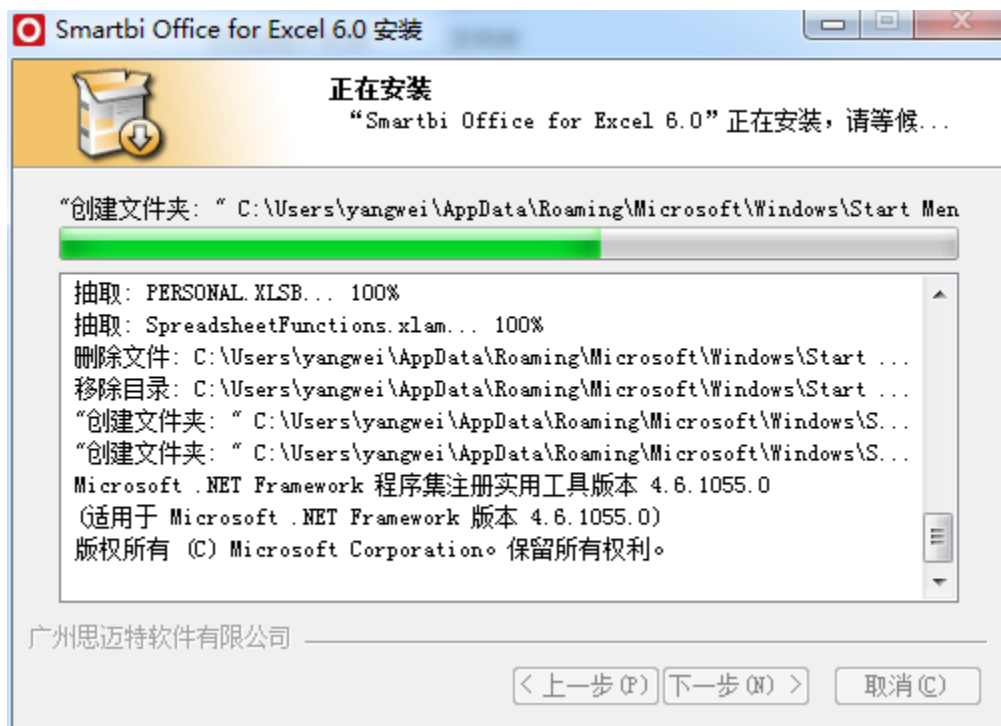 Smartbi Office for Excel 6.0 安装
正在安装
“Smartbi Office for Excel 6.0”正在安装，请等候...
“创建文件夹：“ C:\Users\yangwei\AppData\Roaming\Microsoft\Windows\Start Men
抽取: PERSONAL.XLSB... 100%
抽取: SpreadsheetFunctions.xlam... 100%
删除文件: C:\Users\yangwei\AppData\Roaming\Microsoft\Windows\Start ...
移除目录: C:\Users\yangwei\AppData\Roaming\Microsoft\Windows\Start ...
“创建文件夹：“ C:\Users\yangwei\AppData\Roaming\Microsoft\Windows\S...
“创建文件夹：“ C:\Users\yangwei\AppData\Roaming\Microsoft\Windows\S...
Microsoft .NET Framework 程序集注册实用工具版本 4.6.1055.0
(适用于 Microsoft .NET Framework 版本 4.6.1055.0)
版权所有 (C) Microsoft Corporation。保留所有权利。
广州思迈特软件有限公司
< 上一步(P) 下一步(N) > 取消(C)